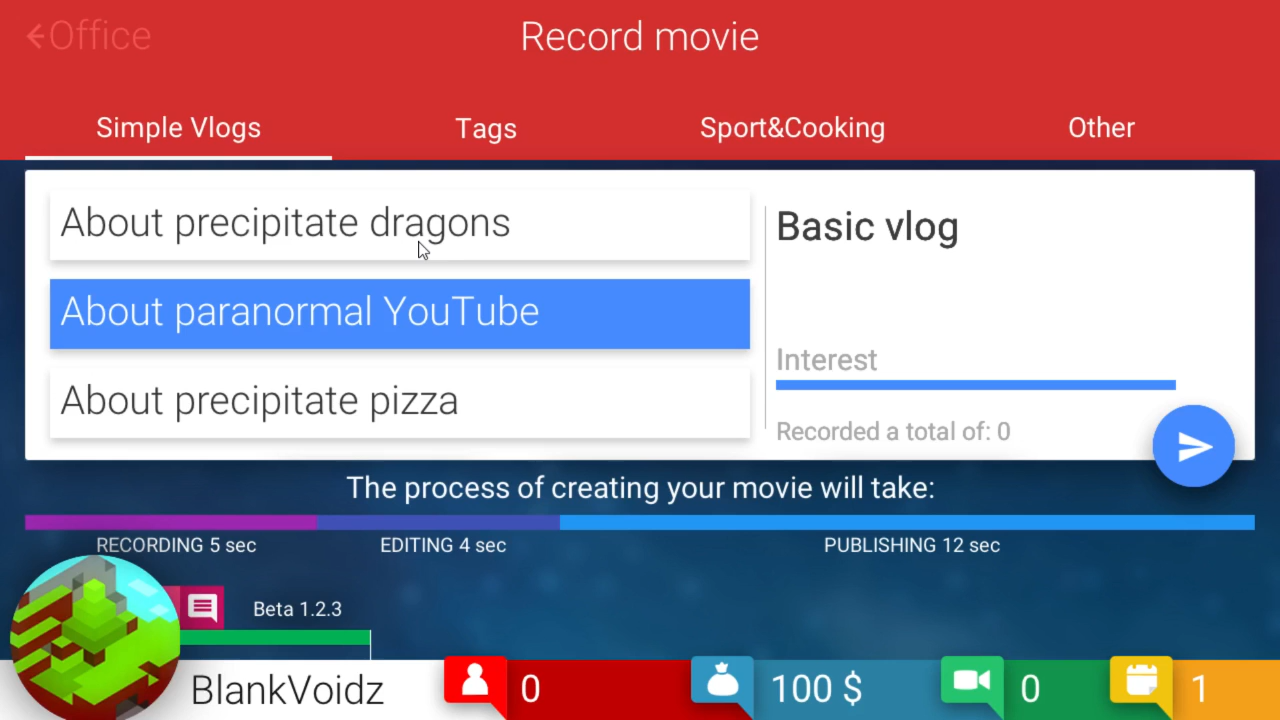 Office
Record movie
Simple Vlogs
Tags
Sport&Cooking
Other
About precipitate dragons
About paranormal YouTube
About precipitate pizza
Basic vlog
Interest
Recorded a total of: 0
The process of creating your movie will take:
RECORDING 5 sec
EDITING 4 sec
PUBLISHING 12 sec
Beta 1.2.3
BlankVoidz
0
100 $
0
1